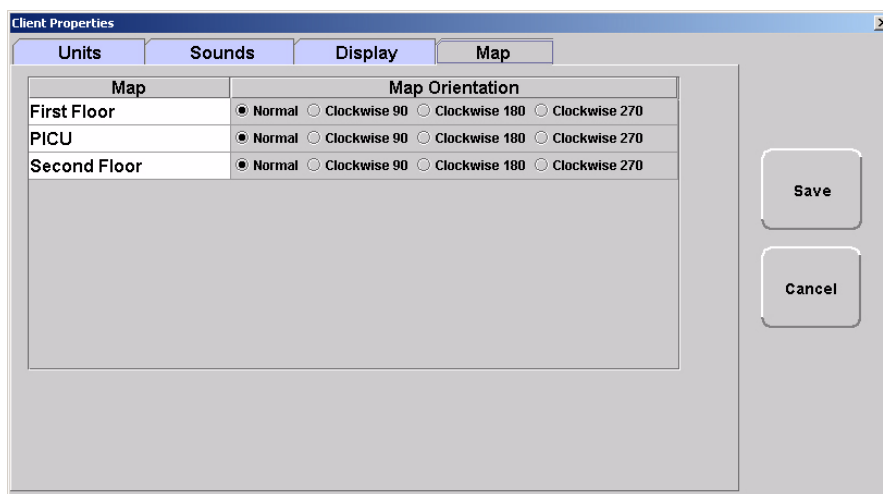 Client Properties
Units Sounds Display Map
Map Map Orientation
First Floor Normal Clockwise 90 Clockwise 180 Clockwise 270
PICU Normal Clockwise 90 Clockwise 180 Clockwise 270
Second Floor Normal Clockwise 90 Clockwise 180 Clockwise 270
Save
Cancel